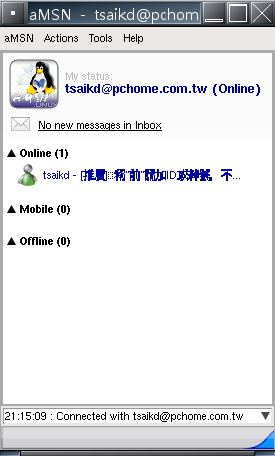 aMSN - tsaikd@pchom
aMSN Actions Tools Help
My status:
tsaikd@pchome.com.tw (Online)
No new messages in Inbox
Online (1)
tsaikd -
Mobile (0)
Offline (0)
21:15:09 : Connected with tsaikd@pchome.com.tw